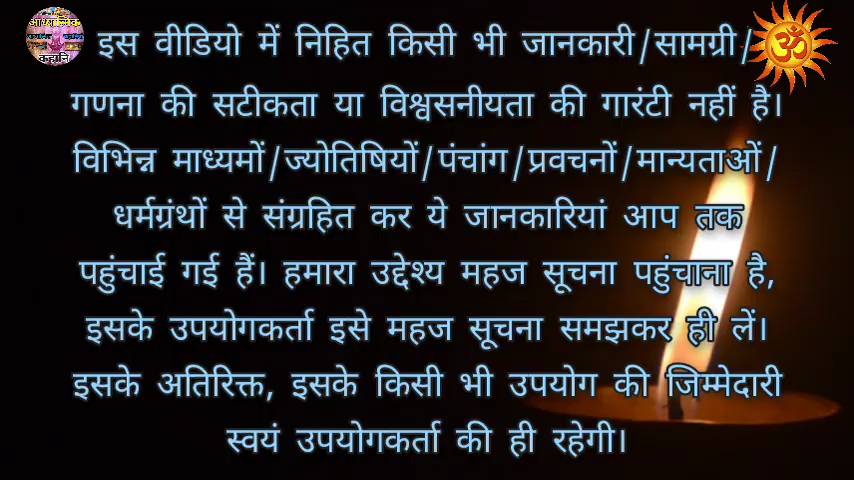 आध्यात्मिक
इस वीडियो में निहित किसी भी जानकारी/सामग्री/
गणना की सटीकता या विश्वसनीयता की गारंटी नहीं है।
विभिन्न माध्यमों/ज्योतिषियों/पंचांग/प्रवचनों/मान्यताओं/
धर्मग्रंथों से संग्रहित कर ये जानकारियां आप तक
पहुंचाई गई हैं। हमारा उद्देश्य महज सूचना पहुंचाना है,
इसके उपयोगकर्ता इसे महज सूचना समझकर ही लें।
इसके अतिरिक्त, इसके किसी भी उपयोग की जिम्मेदारी
स्वयं उपयोगकर्ता की ही रहेगी।
ॐ